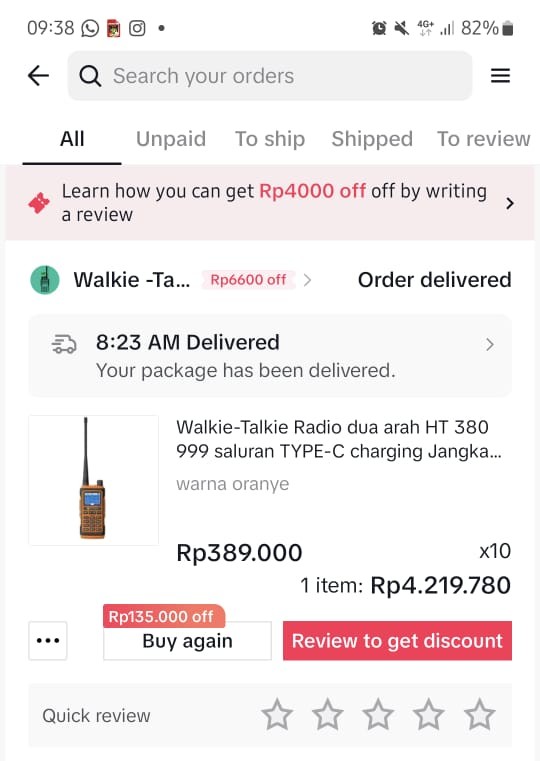 09:38
4G+ 82%
Search your orders
All Unpaid To ship Shipped To review
Learn how you can get Rp4000 off off by writing
a review
Walkie -Ta... Rp6600 off Order delivered
8:23 AM Delivered
Your package has been delivered.
Walkie-Talkie Radio dua arah HT 380
999 saluran TYPE-C charging Jangka...
warna oranye
Rp389.000 x10
1 item: Rp4.219.780
Rp135.000 off
Buy again Review to get discount
Quick review